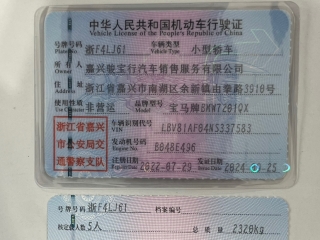 中华人民共和国机动车行驶证
Vehicle License of the People's Republic of China
号牌号码 浙F4LJ61 车辆类型 小型轿车
所有人 嘉兴驶宝行汽车销售服务有限公司
住址 浙江省嘉兴市南湖区余新镇由拳路3918号
使用性质 非营运 品牌型号 宝马牌BMW7201QX
浙江省嘉兴市公安局交通警察支队
车辆识别代号 VIN LBV81AF04NS337583
发动机号码 Engine No. B048E496
注册日期 2022-07-29 发证日期 2024
号牌号码 浙F4LJ61 档案编号
核定载人数 5人 总质量 2320kg